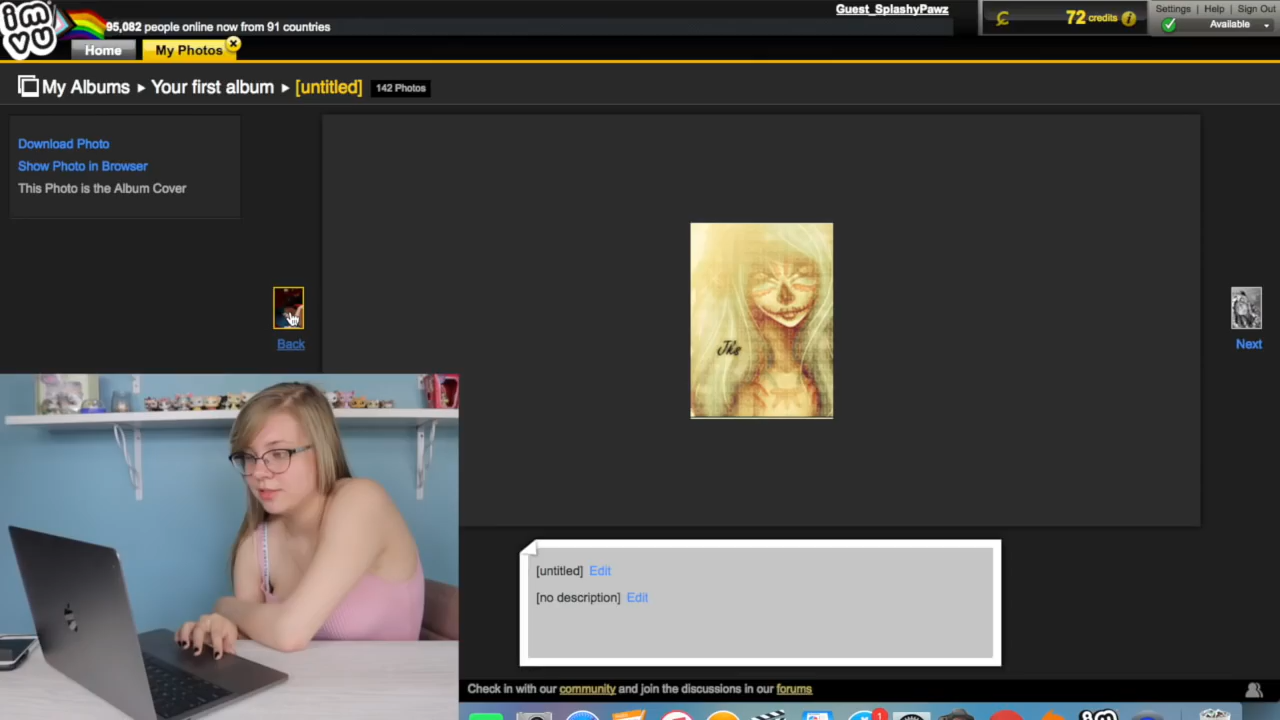 imvu
95,082 people online now from 91 countries
Guest_SplashyPawz
72 credits
Settings | Help | Sign Out
Available
Home
My Photos
My Albums ▸ Your first album ▸ [untitled] 142 Photos
Download Photo
Show Photo in Browser
This Photo is the Album Cover
Back
Next
[untitled] Edit
[no description] Edit
Check in with our community and join the discussions in our forums
1